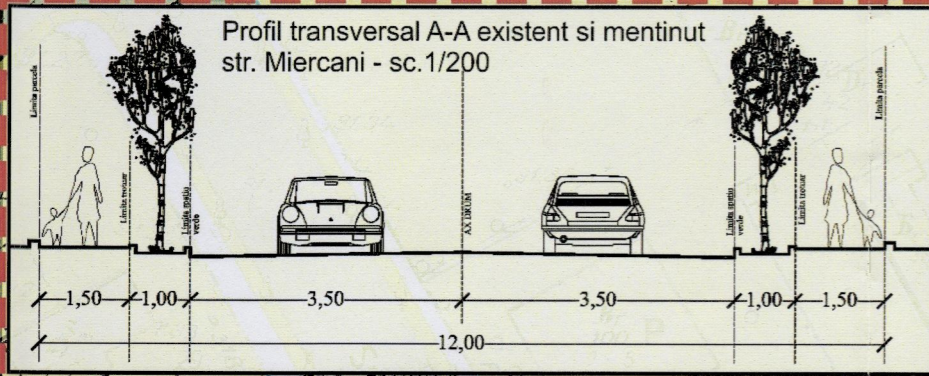 Profil transversal A-A existent si mentinut
str. Miercani - sc.1/200
Limita parcela
Limita trotuar
Limita spatiu
verde
AX DRUM
Limita spatiu
verde
Limita trotuar
Limita parcela
1,50
1,00
3,50
3,50
1,00
1,50
12,00